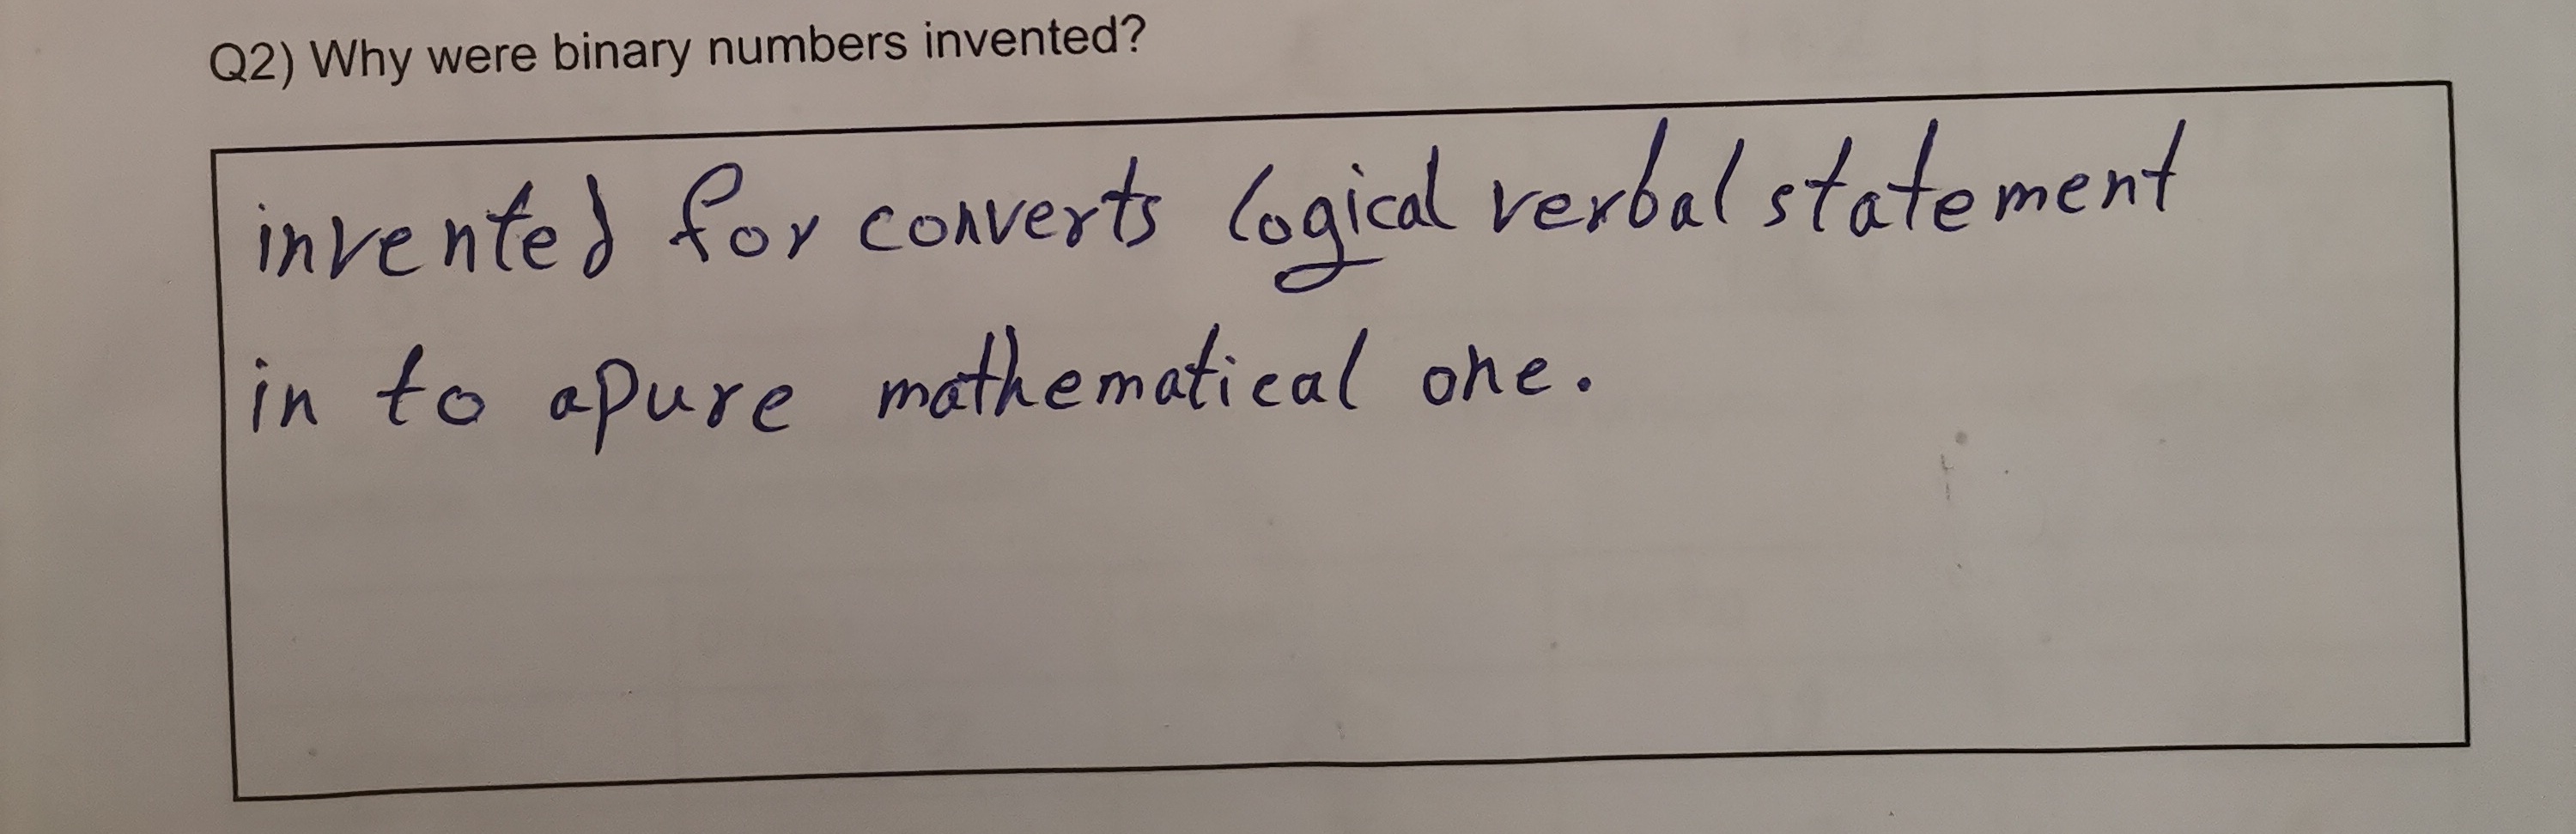 Q2) Why were binary numbers invented?
invented for converts logical verbal statement
in to apure mathematical one.